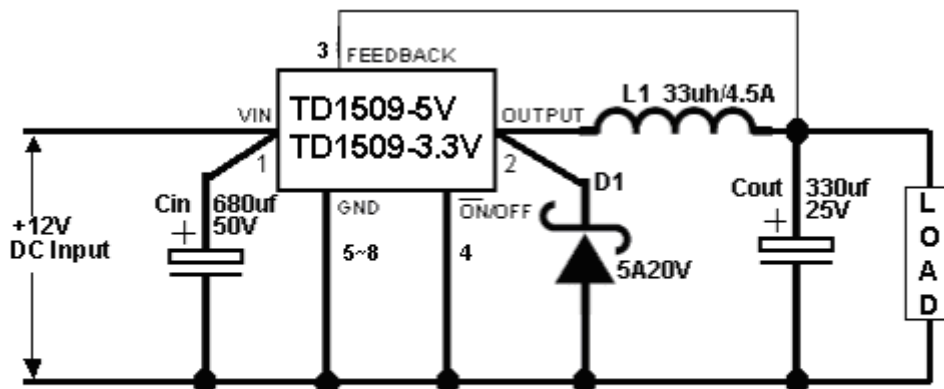 3 FEEDBACK
L1 33uh/4.5A
VIN
TD1509-5V
TD1509-3.3V
OUTPUT
1
2
D1
Cin
680uf
50V
+
GND
ON/OFF
5~8
4
+12V
DC Input
5A20V
Cout
330uf
25V
+
LOAD